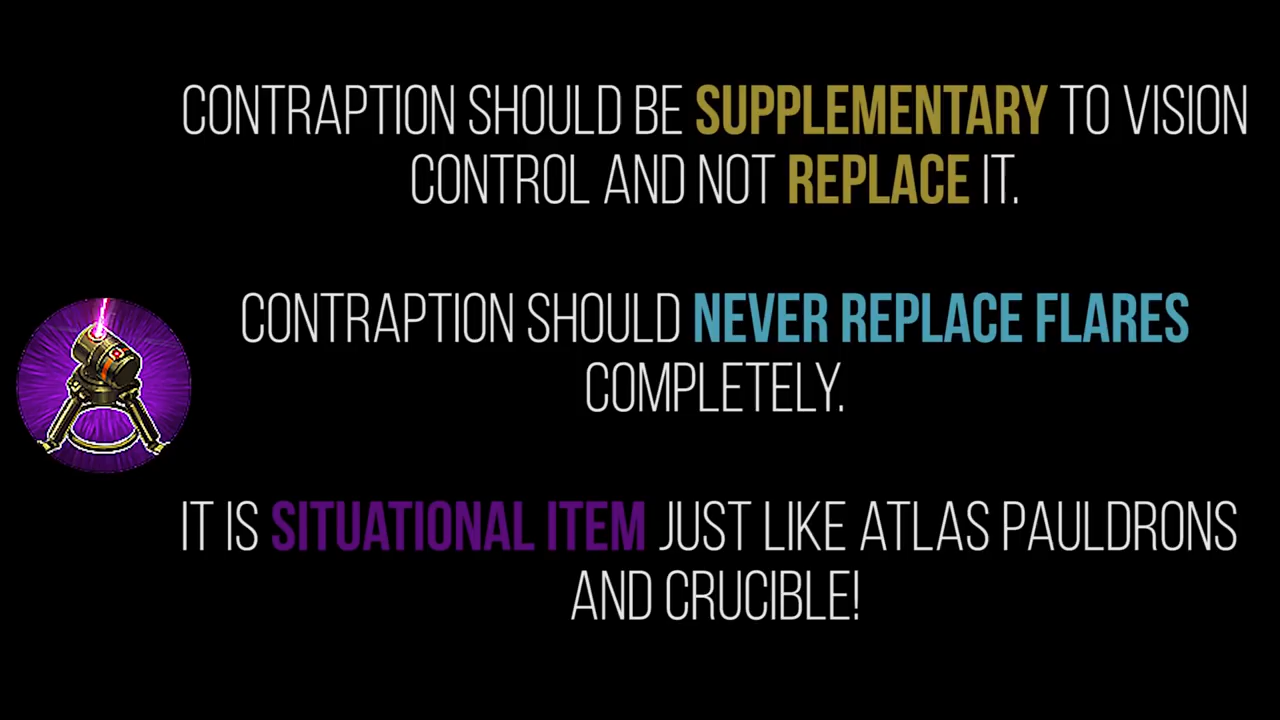 CONTRAPTION SHOULD BE SUPPLEMENTARY TO VISION
CONTROL AND NOT REPLACE IT.
CONTRAPTION SHOULD NEVER REPLACE FLARES
COMPLETELY.
IT IS SITUATIONAL ITEM JUST LIKE ATLAS PAULDRONS
AND CRUCIBLE!